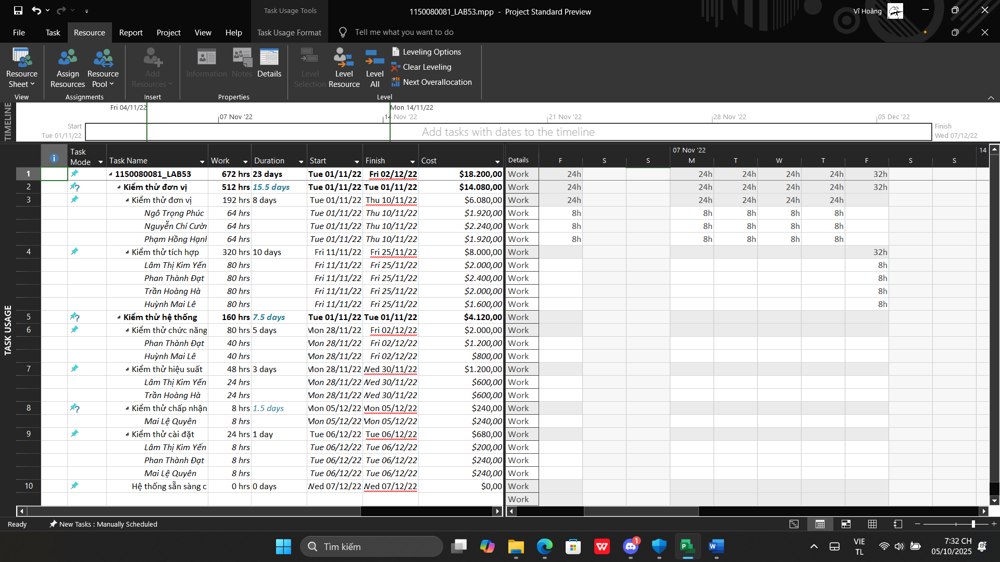 Task Usage Tools
1150080081_LAB53.mpp - Project Standard Preview
Vĩ Hoàng
File Task Resource Report Project View Help Task Usage Format Tell me what you want to do
Resource Sheet
Assign Resources
Resource Pool
Add Resources
Information
Notes
Details
Level Selection
Level Resource
Level All
Leveling Options
Clear Leveling
Next Overallocation
View Assignments Insert Properties Level
TIMELINE
Fri 04/11/22 Mon 14/11/22
07 Nov '22 14 Nov '22 21 Nov '22 28 Nov '22 05 Dec '22
Start
Tue 01/11/22
Add tasks with dates to the timeline
Finish
Wed 07/12/22
TASK USAGE
Task Mode Task Name Work Duration Start Finish Cost Details
07 Nov '22 14
F S S M T W T F S S
1 1150080081_LAB53 672 hrs 23 days Tue 01/11/22 Fri 02/12/22 $18.200,00 Work 24h 24h 24h 24h 24h 32h
2 Kiểm thử đơn vị 512 hrs 15.5 days Tue 01/11/22 Tue 01/11/22 $14.080,00 Work 24h 24h 24h 24h 24h 32h
3 Kiểm thử đơn vị 192 hrs 8 days Tue 01/11/22 Thu 10/11/22 $6.080,00 Work 24h 24h 24h 24h 24h
Ngô Trọng Phúc 64 hrs Tue 01/11/22 Thu 10/11/22 $1.920,00 Work 8h 8h 8h 8h 8h
Nguyễn Chí Cườn 64 hrs Tue 01/11/22 Thu 10/11/22 $2.240,00 Work 8h 8h 8h 8h 8h
Phạm Hồng Hạnh 64 hrs Tue 01/11/22 Thu 10/11/22 $1.920,00 Work 8h 8h 8h 8h 8h
4 Kiểm thử tích hợp 320 hrs 10 days Fri 11/11/22 Fri 25/11/22 $8.000,00 Work 32h
Lâm Thị Kim Yến 80 hrs Fri 11/11/22 Fri 25/11/22 $2.000,00 Work 8h
Phan Thành Đạt 80 hrs Fri 11/11/22 Fri 25/11/22 $2.400,00 Work 8h
Trần Hoàng Hà 80 hrs Fri 11/11/22 Fri 25/11/22 $2.000,00 Work 8h
Huỳnh Mai Lê 80 hrs Fri 11/11/22 Fri 25/11/22 $1.600,00 Work 8h
5 Kiểm thử hệ thống 160 hrs 7.5 days Tue 01/11/22 Tue 01/11/22 $4.120,00 Work
6 Kiểm thử chức năng 80 hrs 5 days Mon 28/11/22 Fri 02/12/22 $2.000,00 Work
Phan Thành Đạt 40 hrs Mon 28/11/22 Fri 02/12/22 $1.200,00 Work
Huỳnh Mai Lê 40 hrs Mon 28/11/22 Fri 02/12/22 $800,00 Work
7 Kiểm thử hiệu suất 48 hrs 3 days Mon 28/11/22 Wed 30/11/22 $1.200,00 Work
Lâm Thị Kim Yến 24 hrs Mon 28/11/22 Wed 30/11/22 $600,00 Work
Trần Hoàng Hà 24 hrs Mon 28/11/22 Wed 30/11/22 $600,00 Work
8 Kiểm thử chấp nhận 8 hrs 1.5 days Mon 05/12/22 Mon 05/12/22 $240,00 Work
Mai Lệ Quyên 8 hrs Mon 05/12/22 Mon 05/12/22 $240,00 Work
9 Kiểm thử cài đặt 24 hrs 1 day Tue 06/12/22 Tue 06/12/22 $680,00 Work
Lâm Thị Kim Yến 8 hrs Tue 06/12/22 Tue 06/12/22 $200,00 Work
Phan Thành Đạt 8 hrs Tue 06/12/22 Tue 06/12/22 $240,00 Work
Mai Lệ Quyên 8 hrs Tue 06/12/22 Tue 06/12/22 $240,00 Work
10 Hệ thống sẵn sàng c 0 hrs 0 days Wed 07/12/22 Wed 07/12/22 $0,00 Work
Work
Ready New Tasks : Manually Scheduled
Tìm kiếm
1
VIE
TL
7:32 CH
05/10/2025